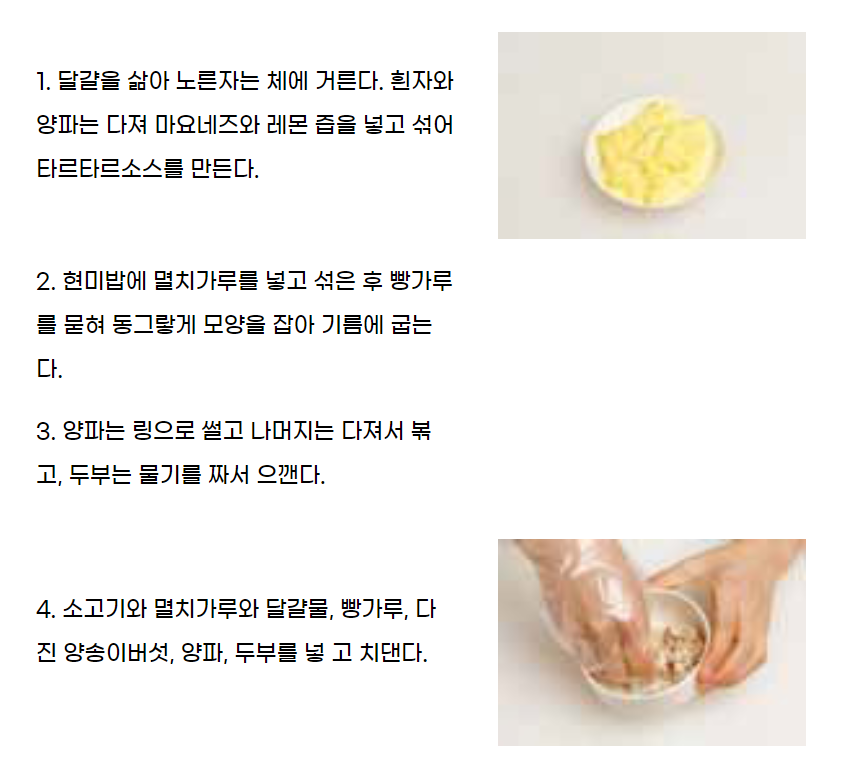 1. 달걀을 삶아 노른자는 체에 거른다. 흰자와
양파는 다져 마요네즈와 레몬 즙을 넣고 섞어
타르타르소스를 만든다.
2. 현미밥에 멸치가루를 넣고 섞은 후 빵가루
를 묻혀 동그랗게 모양을 잡아 기름에 굽는
다.
3. 양파는 링으로 썰고 나머지는 다져서 볶
고, 두부는 물기를 짜서 으깬다.
4. 소고기와 멸치가루와 달걀물, 빵가루, 다
진 양송이버섯, 양파, 두부를 넣 고 치댄다.